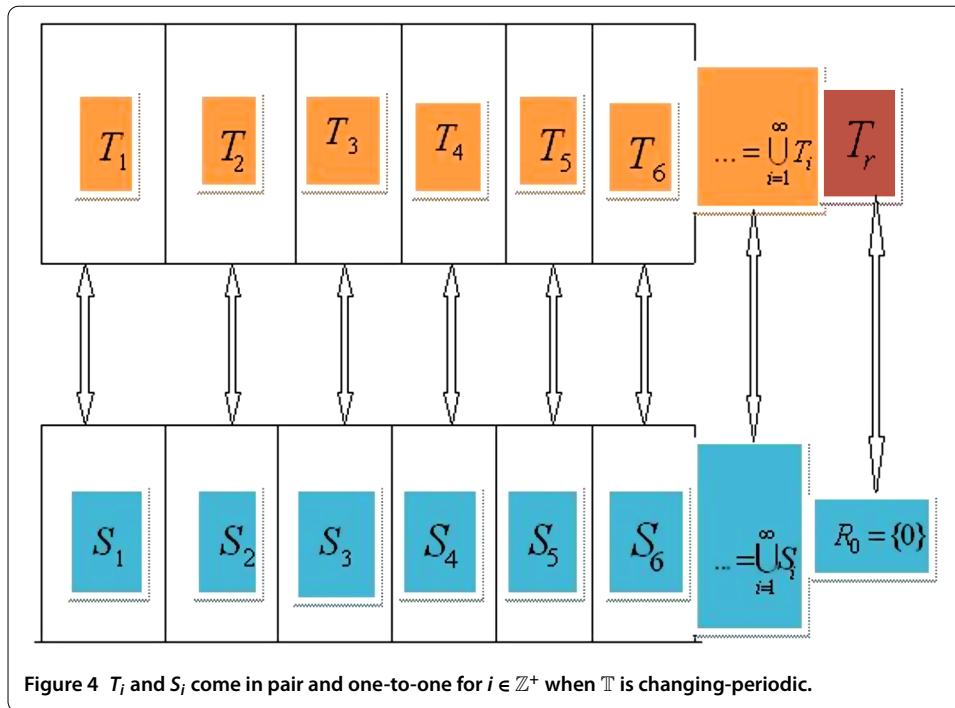 T₁ T₂ T₃ T₄ T₅ T₆ ... = ⋃_{i=1}^{∞} T_i T_r
S₁ S₂ S₃ S₄ S₅ S₆ ... = ⋃_{i=1}^{∞} S_i R₀ = {0}
Figure 4 T_i and S_i come in pair and one-to-one for i ∈ ℤ⁺ when 𝕋 is changing-periodic.